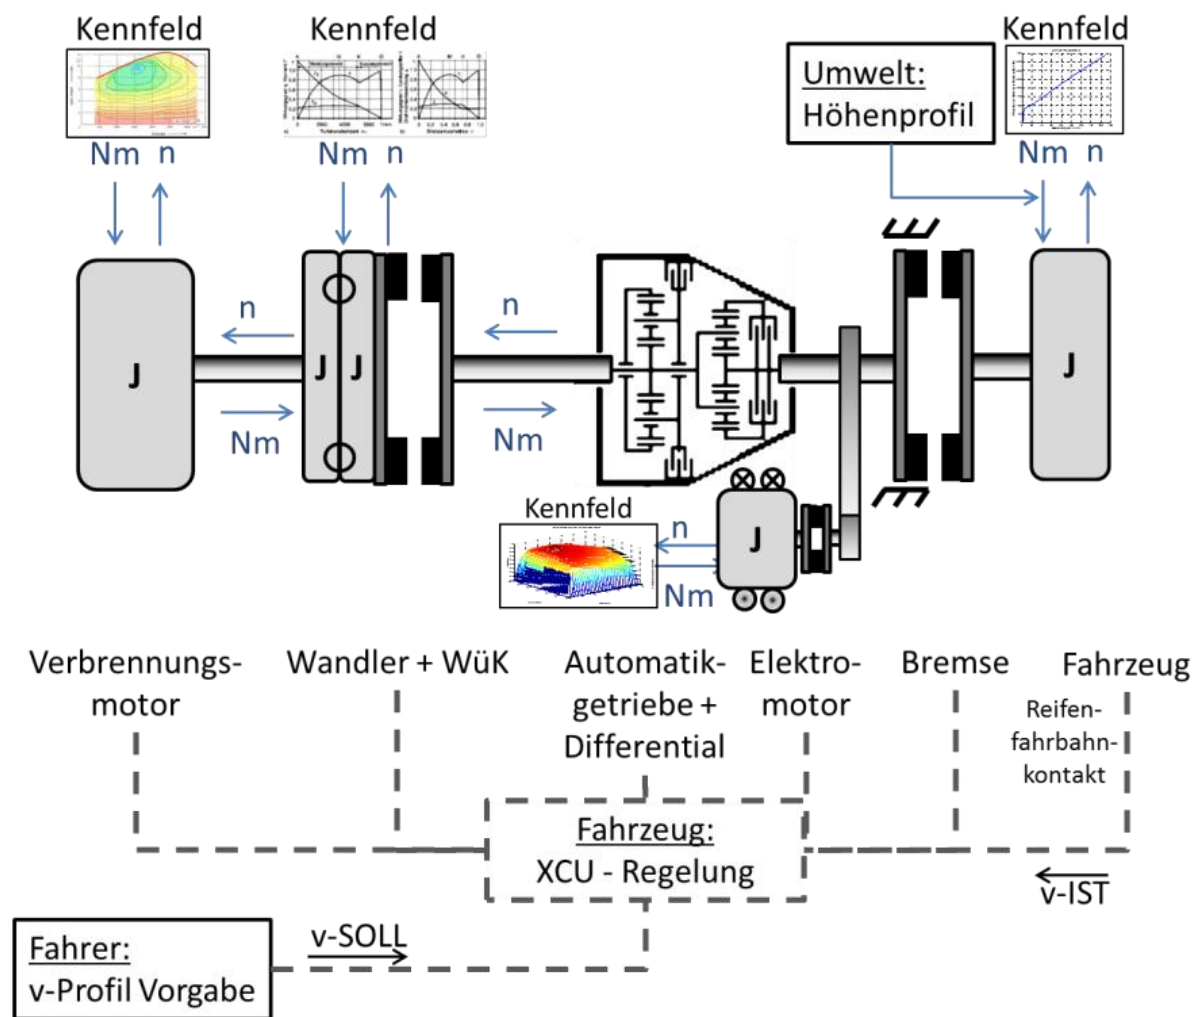 Kennfeld
Kennfeld
Umwelt:
Höhenprofil
Nm n
Nm n
Nm n
n
n
J
J J
J
Nm
Nm
Kennfeld
n
J
Nm
Verbrennungs-
motor
Wandler + WüK
Automatik-
getriebe +
Differential
Elektro-
motor
Bremse
Fahrzeug
Reifen-
fahrbahn-
kontakt
Fahrzeug:
XCU - Regelung
v-IST
v-SOLL
Fahrer:
v-Profil Vorgabe